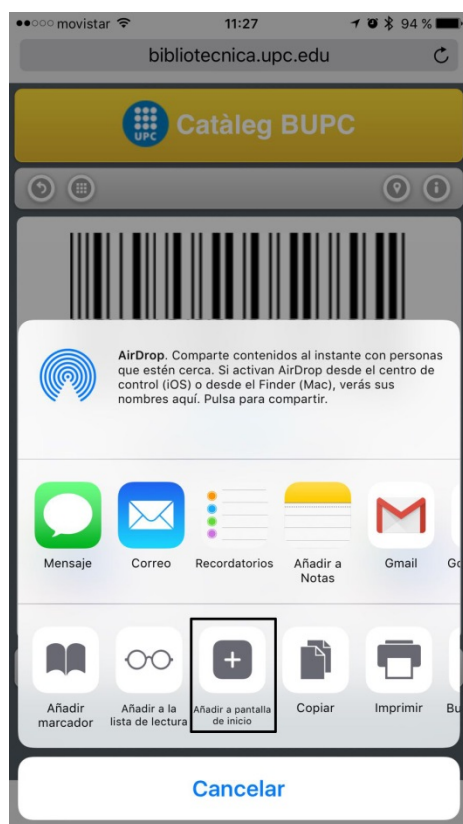 movistar 11:27 94 %
bibliotecnica.upc.edu
UPC Catàleg BUPC
AirDrop. Comparte contenidos al instante con personas
que estén cerca. Si activan AirDrop desde el centro de
control (iOS) o desde el Finder (Mac), verás sus
nombres aquí. Pulsa para compartir.
Mensaje Correo Recordatorios Añadir a Notas Gmail
Añadir marcador
Añadir a la lista de lectura
Añadir a pantalla de inicio
Copiar
Imprimir
Cancelar